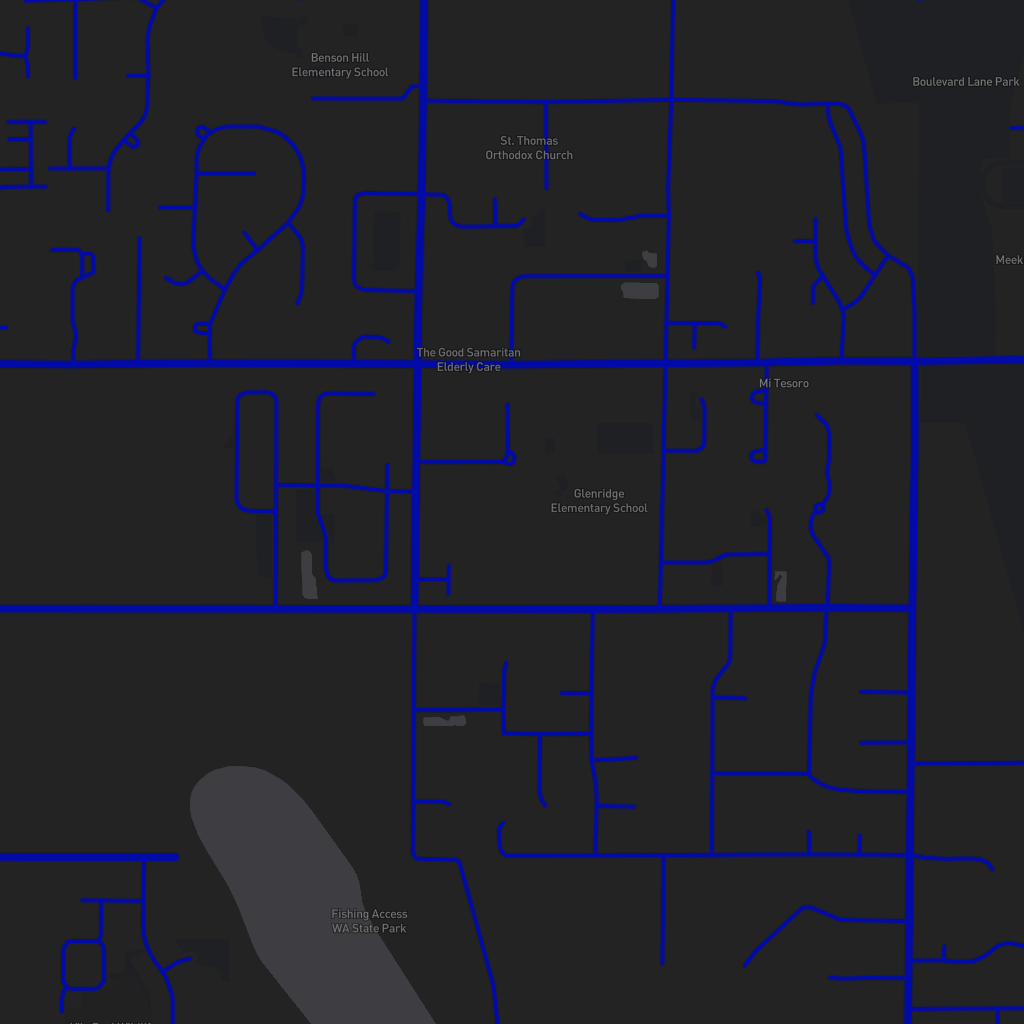 Benson Hill
Elementary School
Boulevard Lane Park
St. Thomas
Orthodox Church
Meek
The Good Samaritan
Elderly Care
Mi Tesoro
Glenridge
Elementary School
Fishing Access
WA State Park